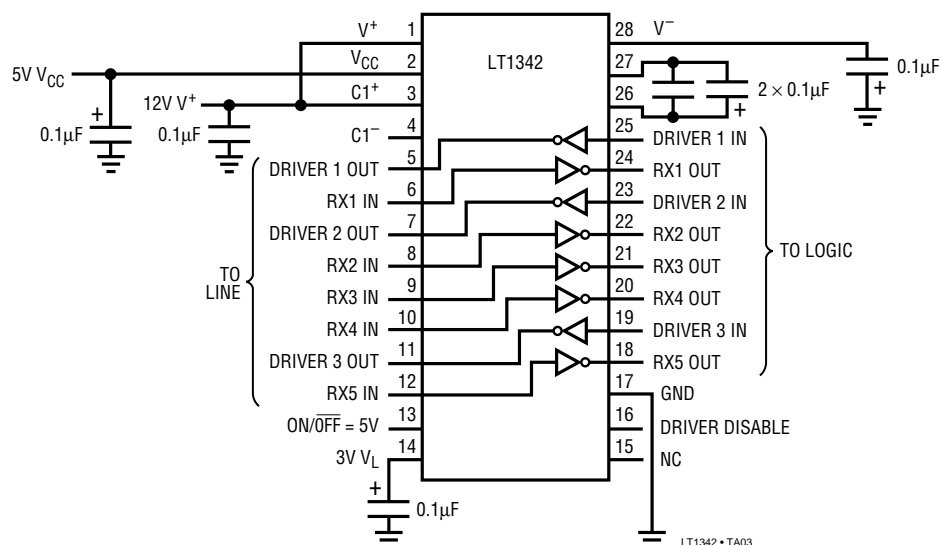 LT1342
V+ 1
28 V−
5V VCC
VCC 2
27
0.1µF
+
12V V+
C1+ 3
26
2 × 0.1µF
+
+
0.1µF
0.1µF
C1− 4
25 DRIVER 1 IN
DRIVER 1 OUT 5
24 RX1 OUT
RX1 IN 6
23 DRIVER 2 IN
DRIVER 2 OUT 7
22 RX2 OUT
RX2 IN 8
21 RX3 OUT
TO LINE
TO LOGIC
RX3 IN 9
20 RX4 OUT
RX4 IN 10
19 DRIVER 3 IN
DRIVER 3 OUT 11
18 RX5 OUT
RX5 IN 12
17 GND
ON/O̅F̅F̅ = 5V 13
16 DRIVER DISABLE
3V VL 14
15 NC
+
0.1µF
LT1342 • TA03